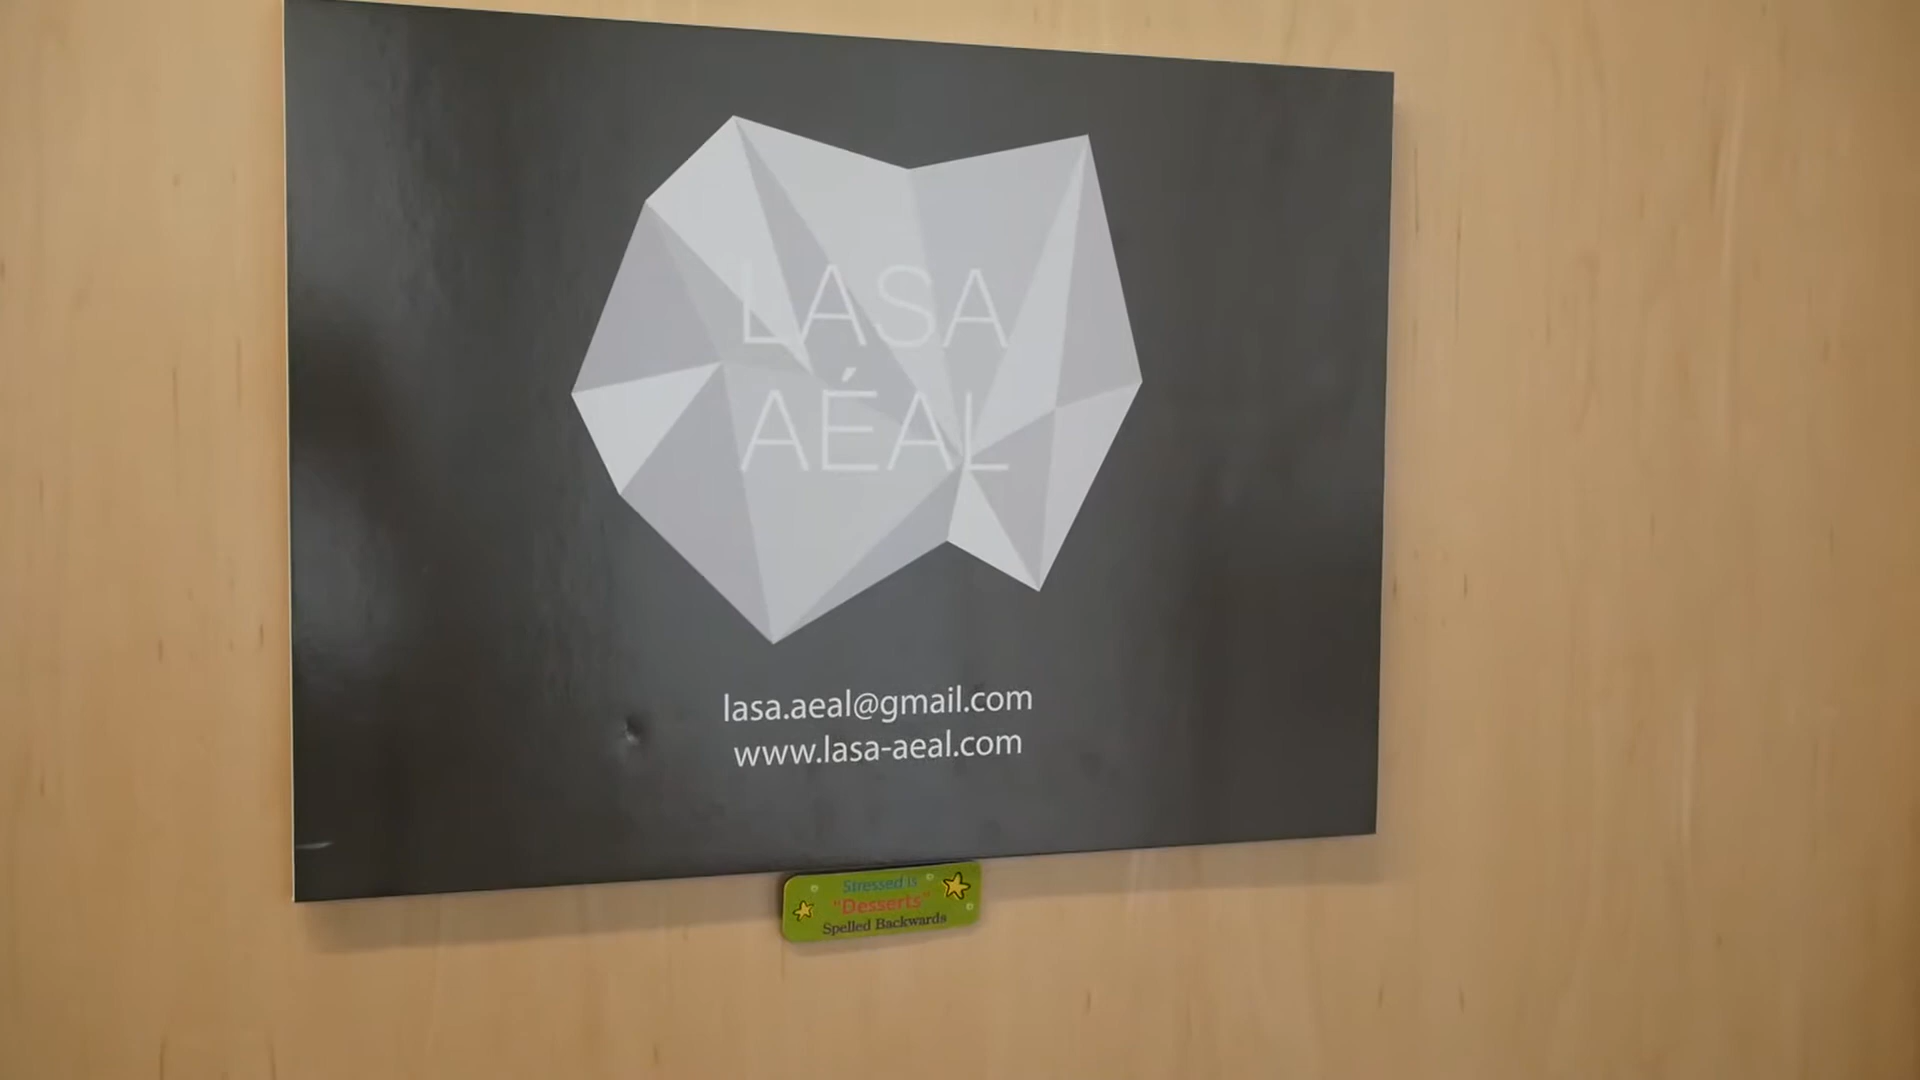 LASA
AÉAL
lasa.aeal@gmail.com
www.lasa-aeal.com
Stressed is
"Desserts"
Spelled Backwards